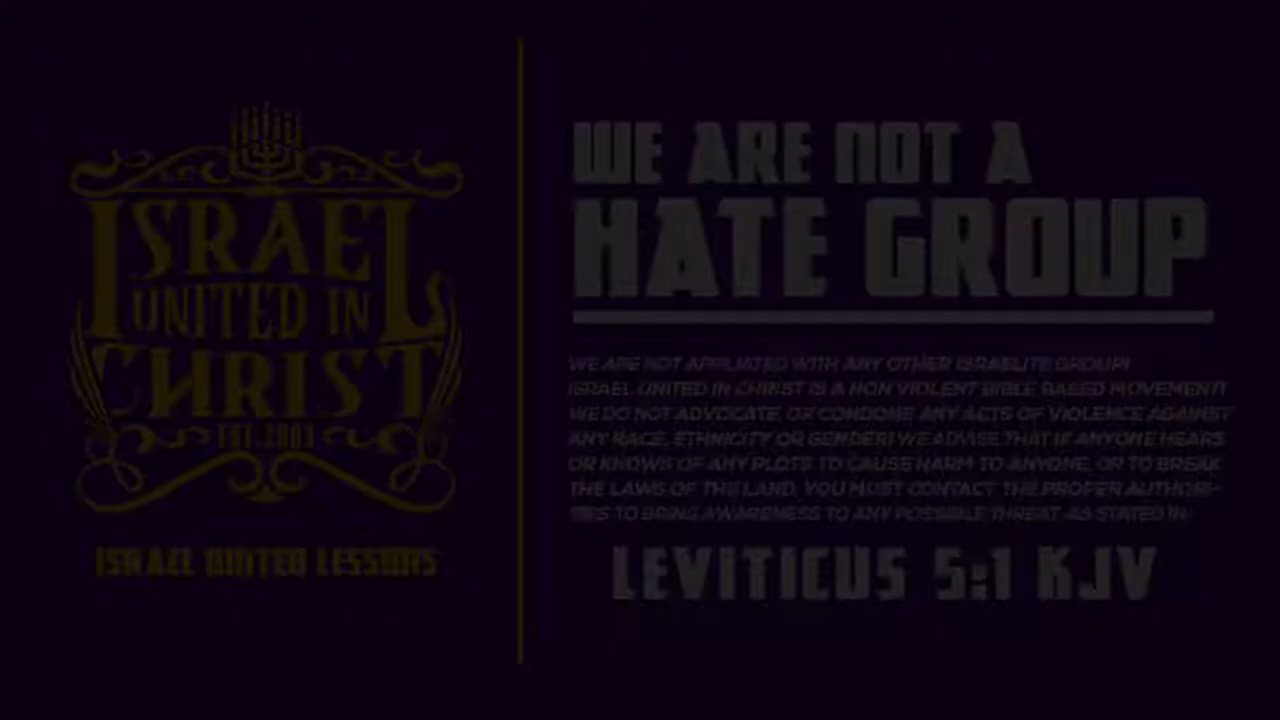 ISRAEL
UNITED IN
CHRIST
EST. 2003
ISRAEL UNITED LESSONS
WE ARE NOT A
HATE GROUP
WE ARE NOT AFFILIATED WITH ANY OTHER ISRAELITE GROUP!
ISRAEL UNITED IN CHRIST IS A NON VIOLENT BIBLE BASED MOVEMENT!
WE DO NOT ADVOCATE OR CONDONE ANY ACTS OF VIOLENCE AGAINST
ANY RACE, ETHNICITY OR GENDER! WE ADVISE THAT IF ANYONE HEARS
OR KNOWS OF ANY PLOTS TO CAUSE HARM TO ANYONE, OR TO BREAK
THE LAWS OF THE LAND, YOU MUST CONTACT THE PROPER AUTHORI-
TIES TO BRING AWARENESS TO ANY POSSIBLE THREAT AS STATED IN:
LEVITICUS 5:1 KJV